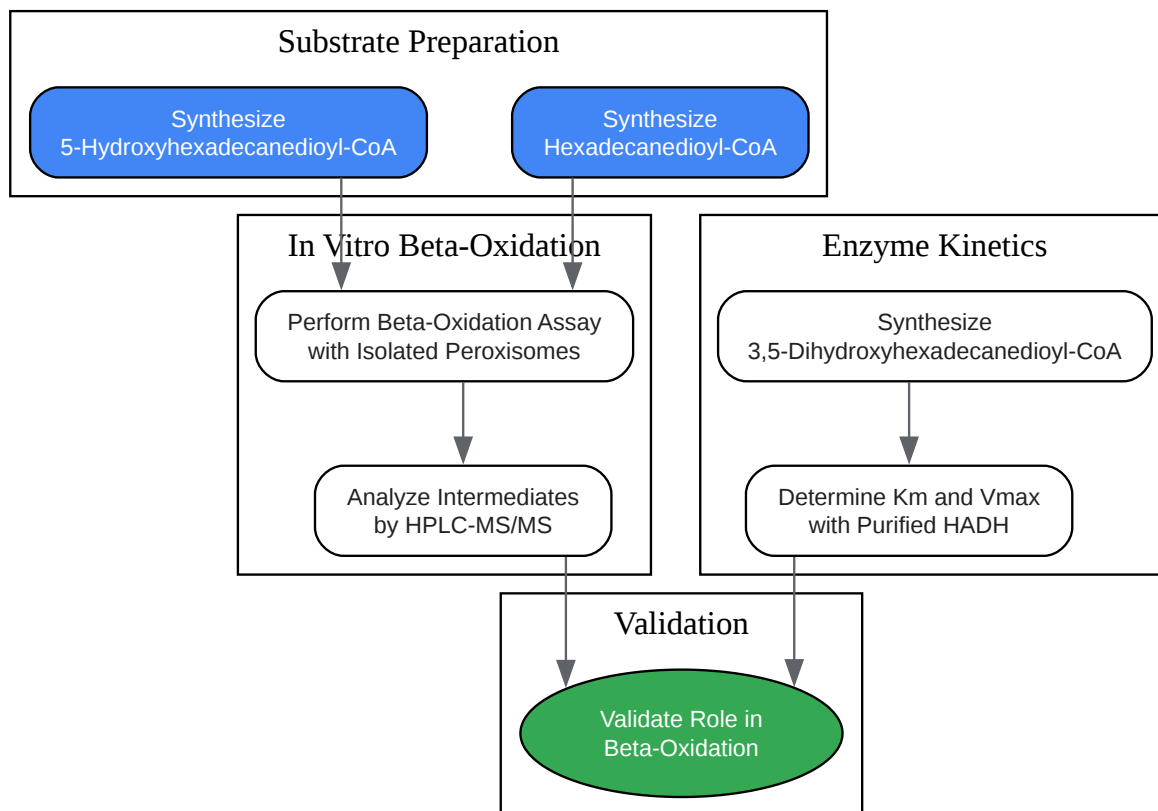 Substrate Preparation
Synthesize
5-Hydroxyhexadecanedioyl-CoA
Synthesize
Hexadecanedioyl-CoA
In Vitro Beta-Oxidation
Perform Beta-Oxidation Assay
with Isolated Peroxisomes
Analyze Intermediates
by HPLC-MS/MS
Enzyme Kinetics
Synthesize
3,5-Dihydroxyhexadecanedioyl-CoA
Determine Km and Vmax
with Purified HADH
Validation
Validate Role in
Beta-Oxidation